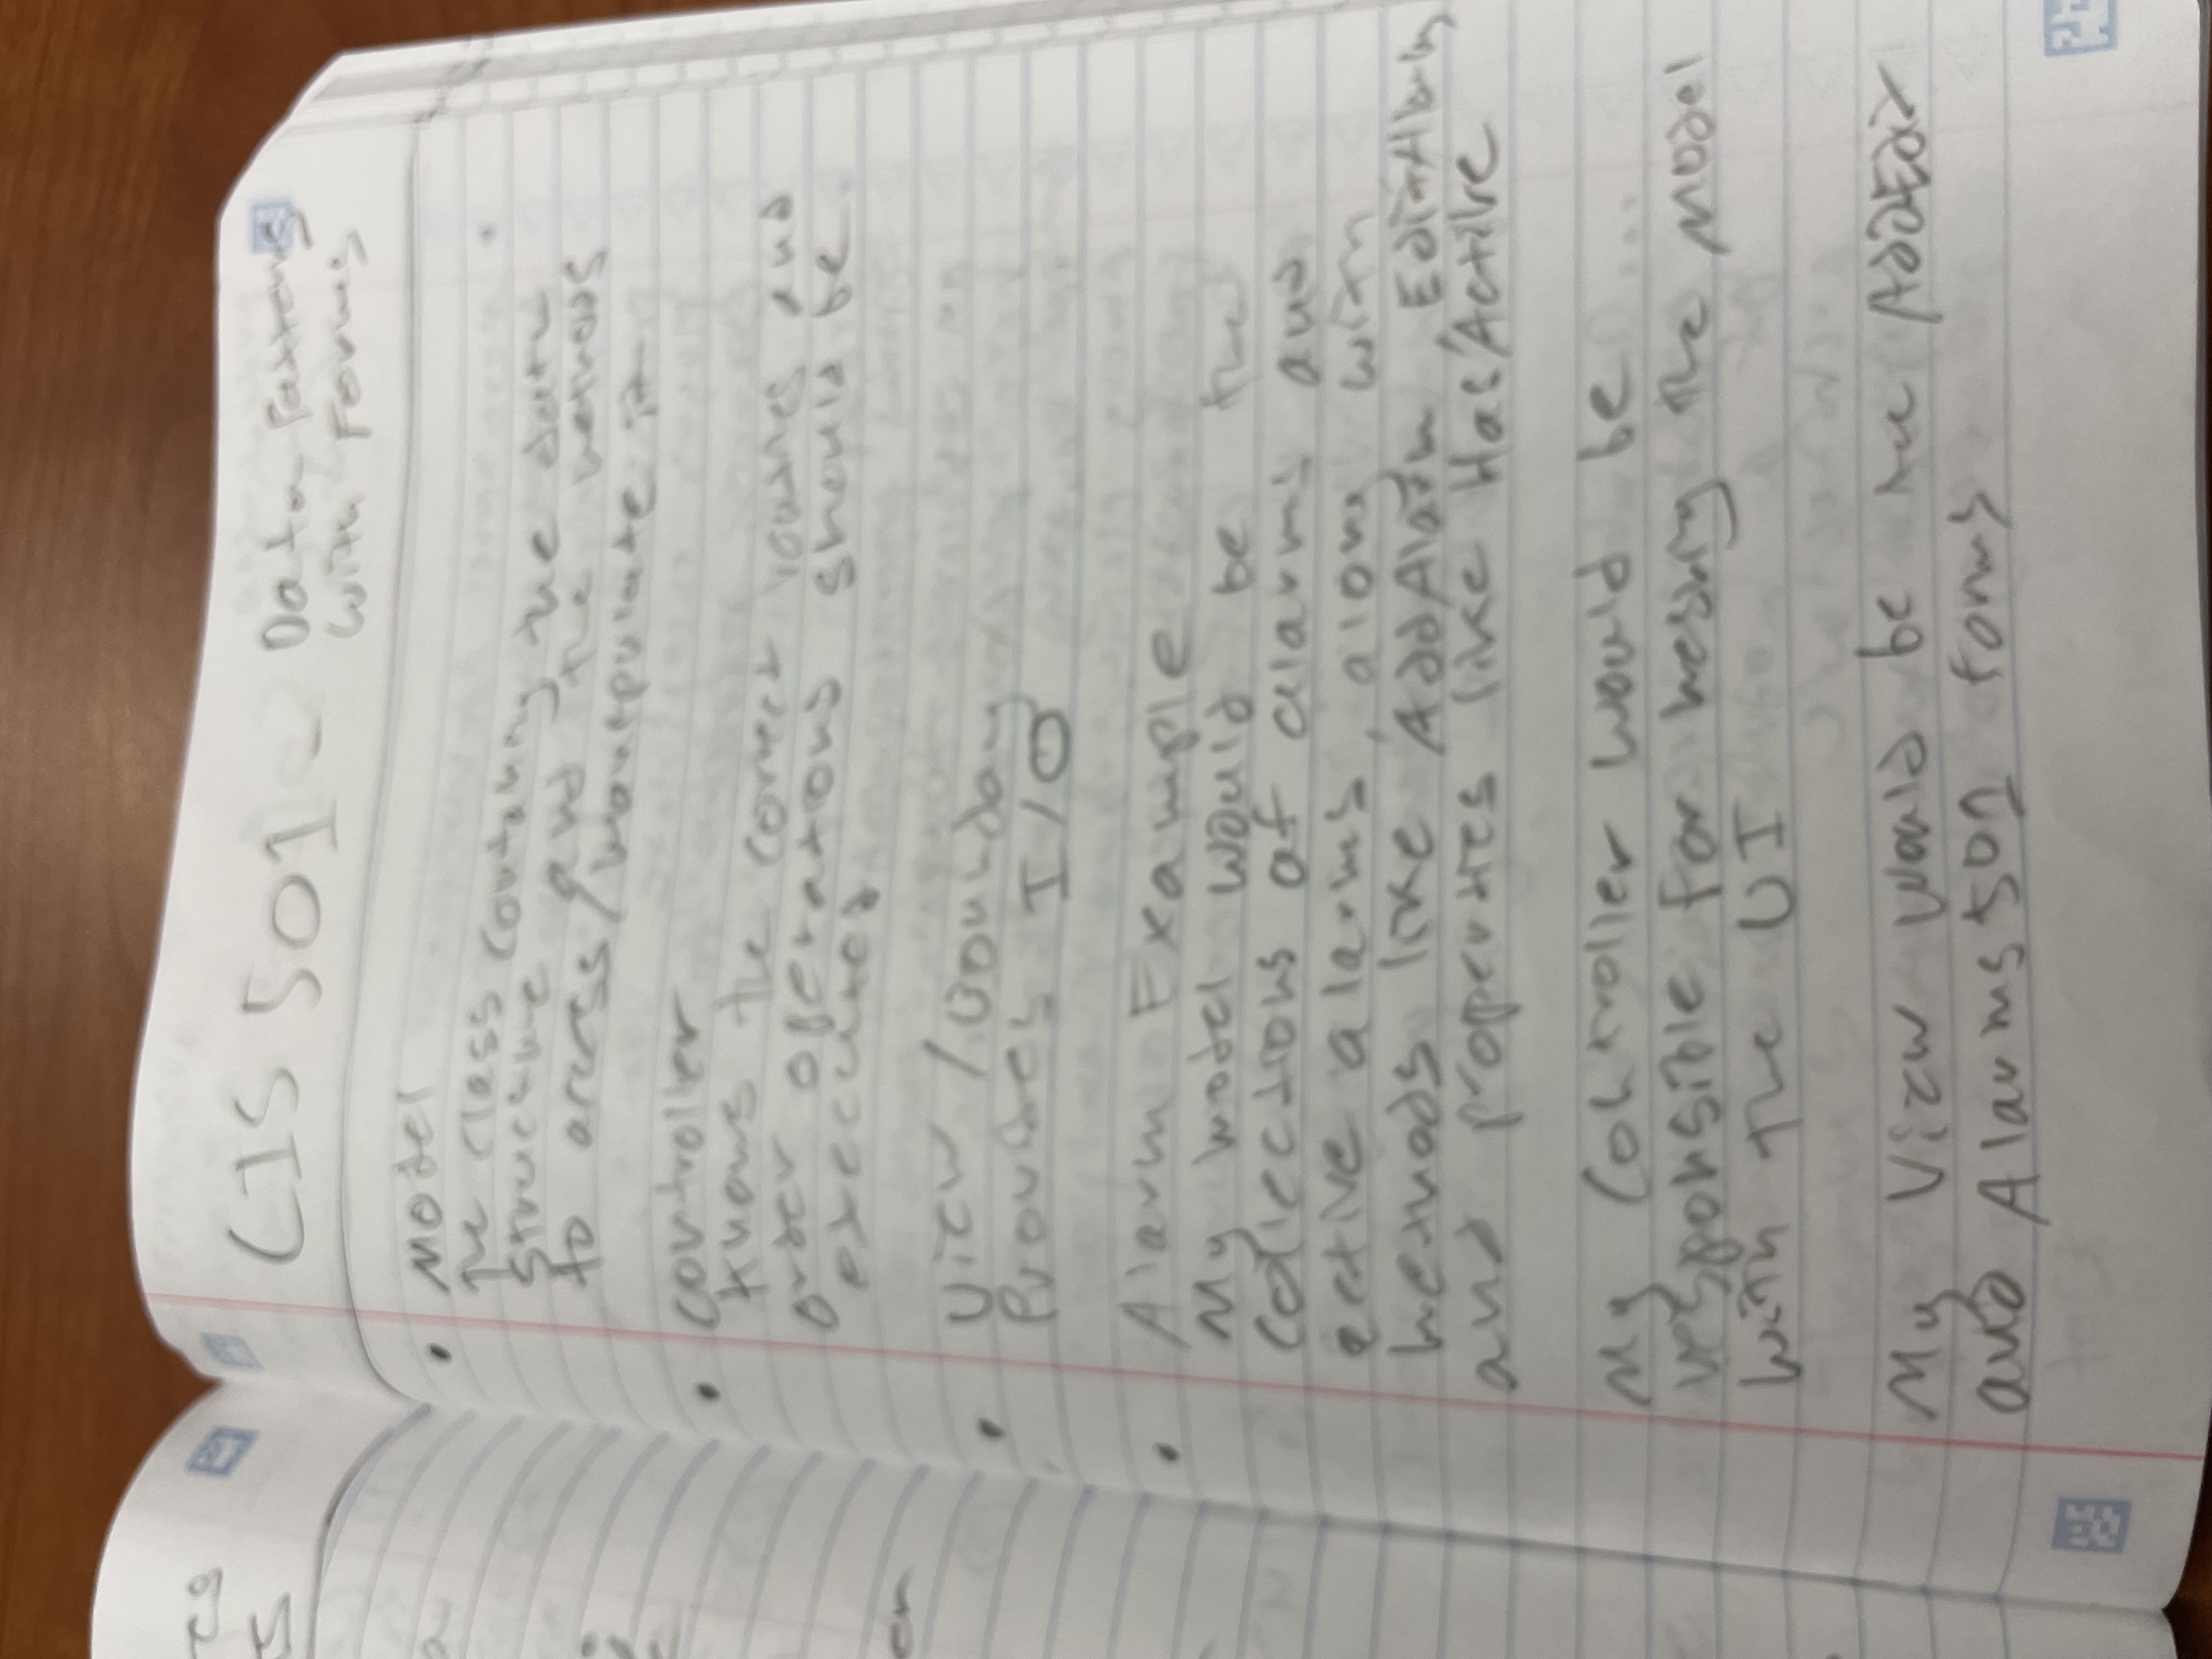 CIS 501 - Data Patterns
with Forms
• Model
The class containing the data
structure and the methods
to access/manipulate it
• controller
knows the correct routines and
order operations should be
executed
• View / Boundary
Provides I/O
• Alarm Example
My model would be the
collections of alarms and
active alarms, along with
methods like AddAlarm, EditAlarm
and properties like HasActive
My Controller would be
responsible for the Model
with the UI
My View would be the AddEdit
and Alarms501 forms